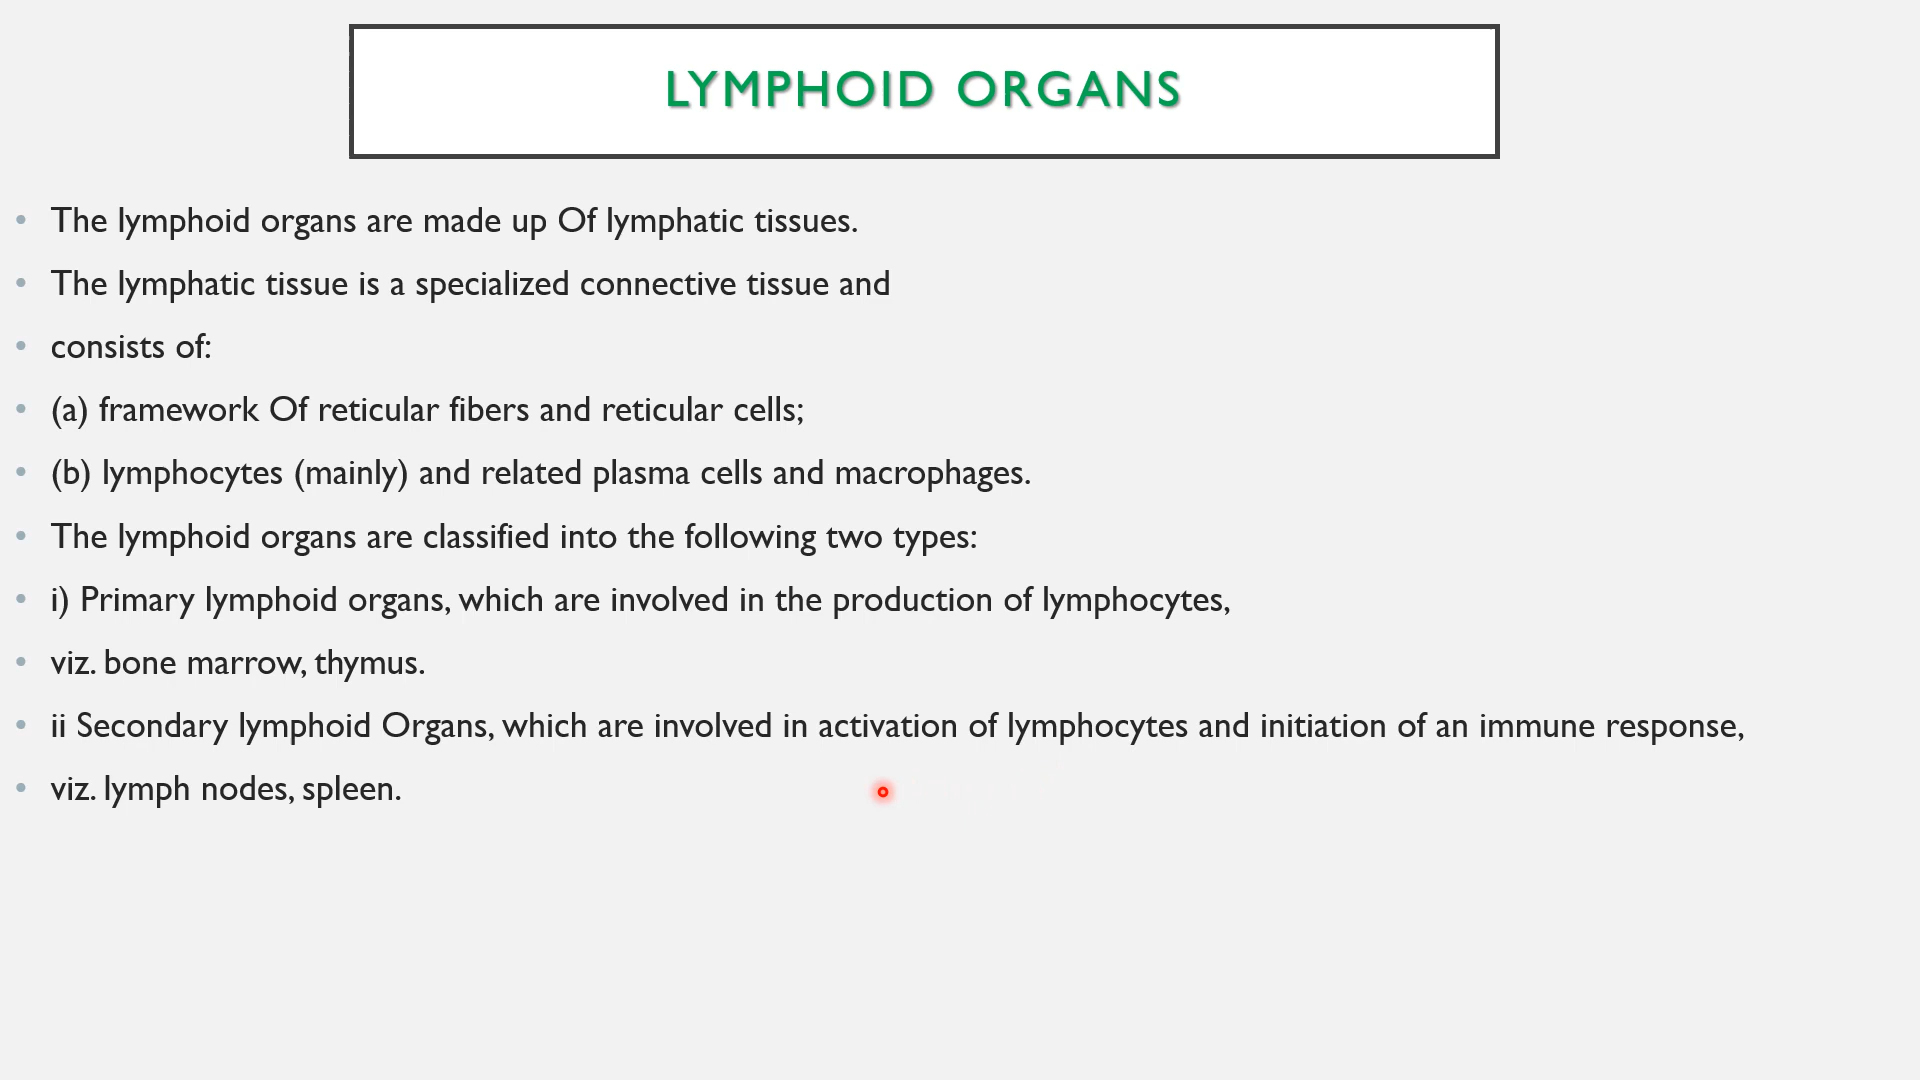 LYMPHOID ORGANS
• The lymphoid organs are made up Of lymphatic tissues.
• The lymphatic tissue is a specialized connective tissue and
• consists of:
• (a) framework Of reticular fibers and reticular cells;
• (b) lymphocytes (mainly) and related plasma cells and macrophages.
• The lymphoid organs are classified into the following two types:
• i) Primary lymphoid organs, which are involved in the production of lymphocytes,
• viz. bone marrow, thymus.
• ii Secondary lymphoid Organs, which are involved in activation of lymphocytes and initiation of an immune response,
• viz. lymph nodes, spleen.